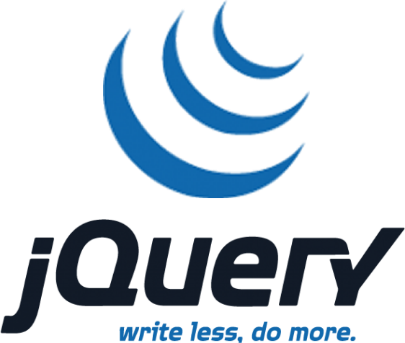 jQuery
write less, do more.